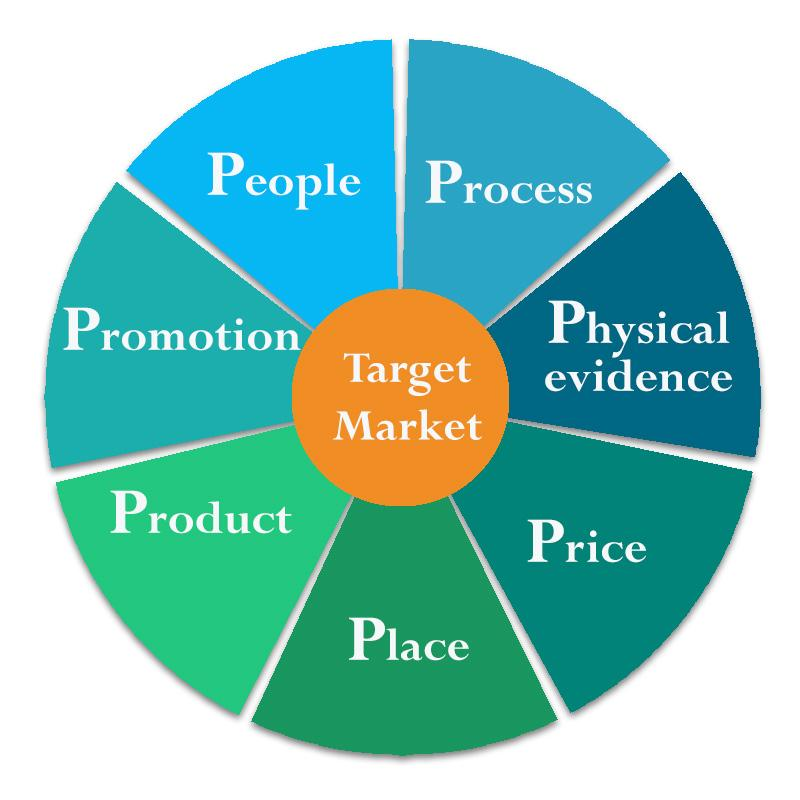 People
Process
Promotion
Physical
evidence
Target
Market
Product
Price
Place